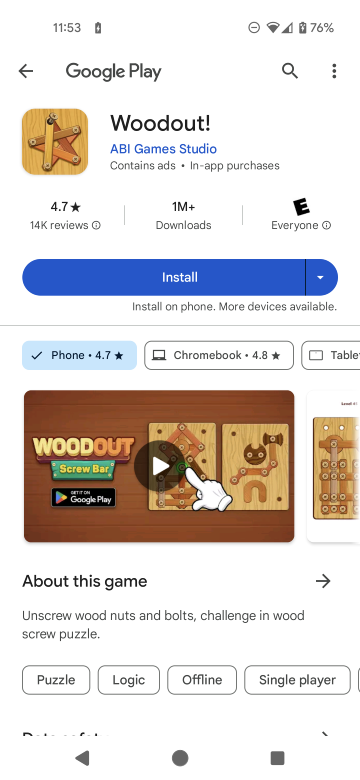 11:53
76%
Google Play
Woodout!
ABI Games Studio
Contains ads • In-app purchases
4.7★
14K reviews
1M+
Downloads
E
Everyone
Install
Install on phone. More devices available.
Phone • 4.7 ★
Chromebook • 4.8 ★
Table
WOODOUT
Screw Bar
GET IT ON
Google Play
About this game
Unscrew wood nuts and bolts, challenge in wood
screw puzzle.
Puzzle
Logic
Offline
Single player
Data safety